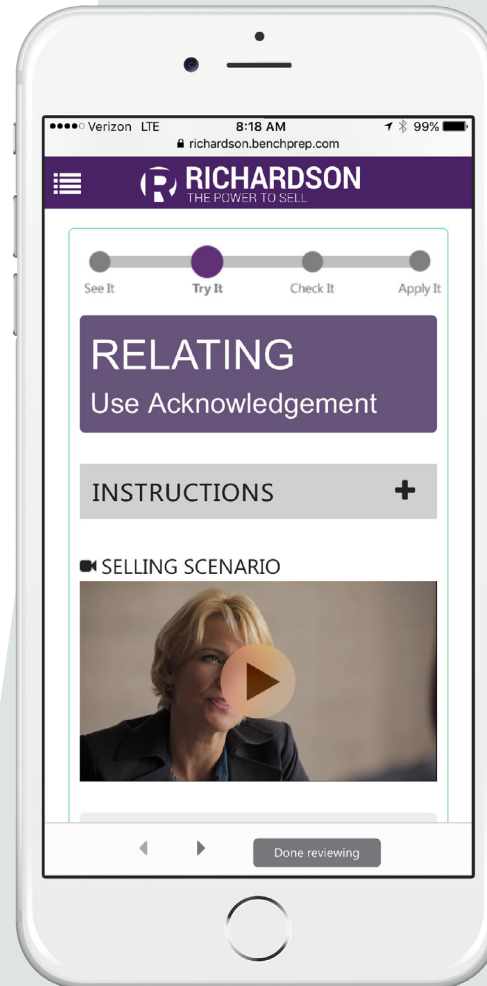 Verizon LTE 8:18 AM 99%
richardson.benchprep.com
R RICHARDSON
THE POWER TO SELL
See It Try It Check It Apply It
RELATING
Use Acknowledgement
INSTRUCTIONS +
SELLING SCENARIO
Done reviewing